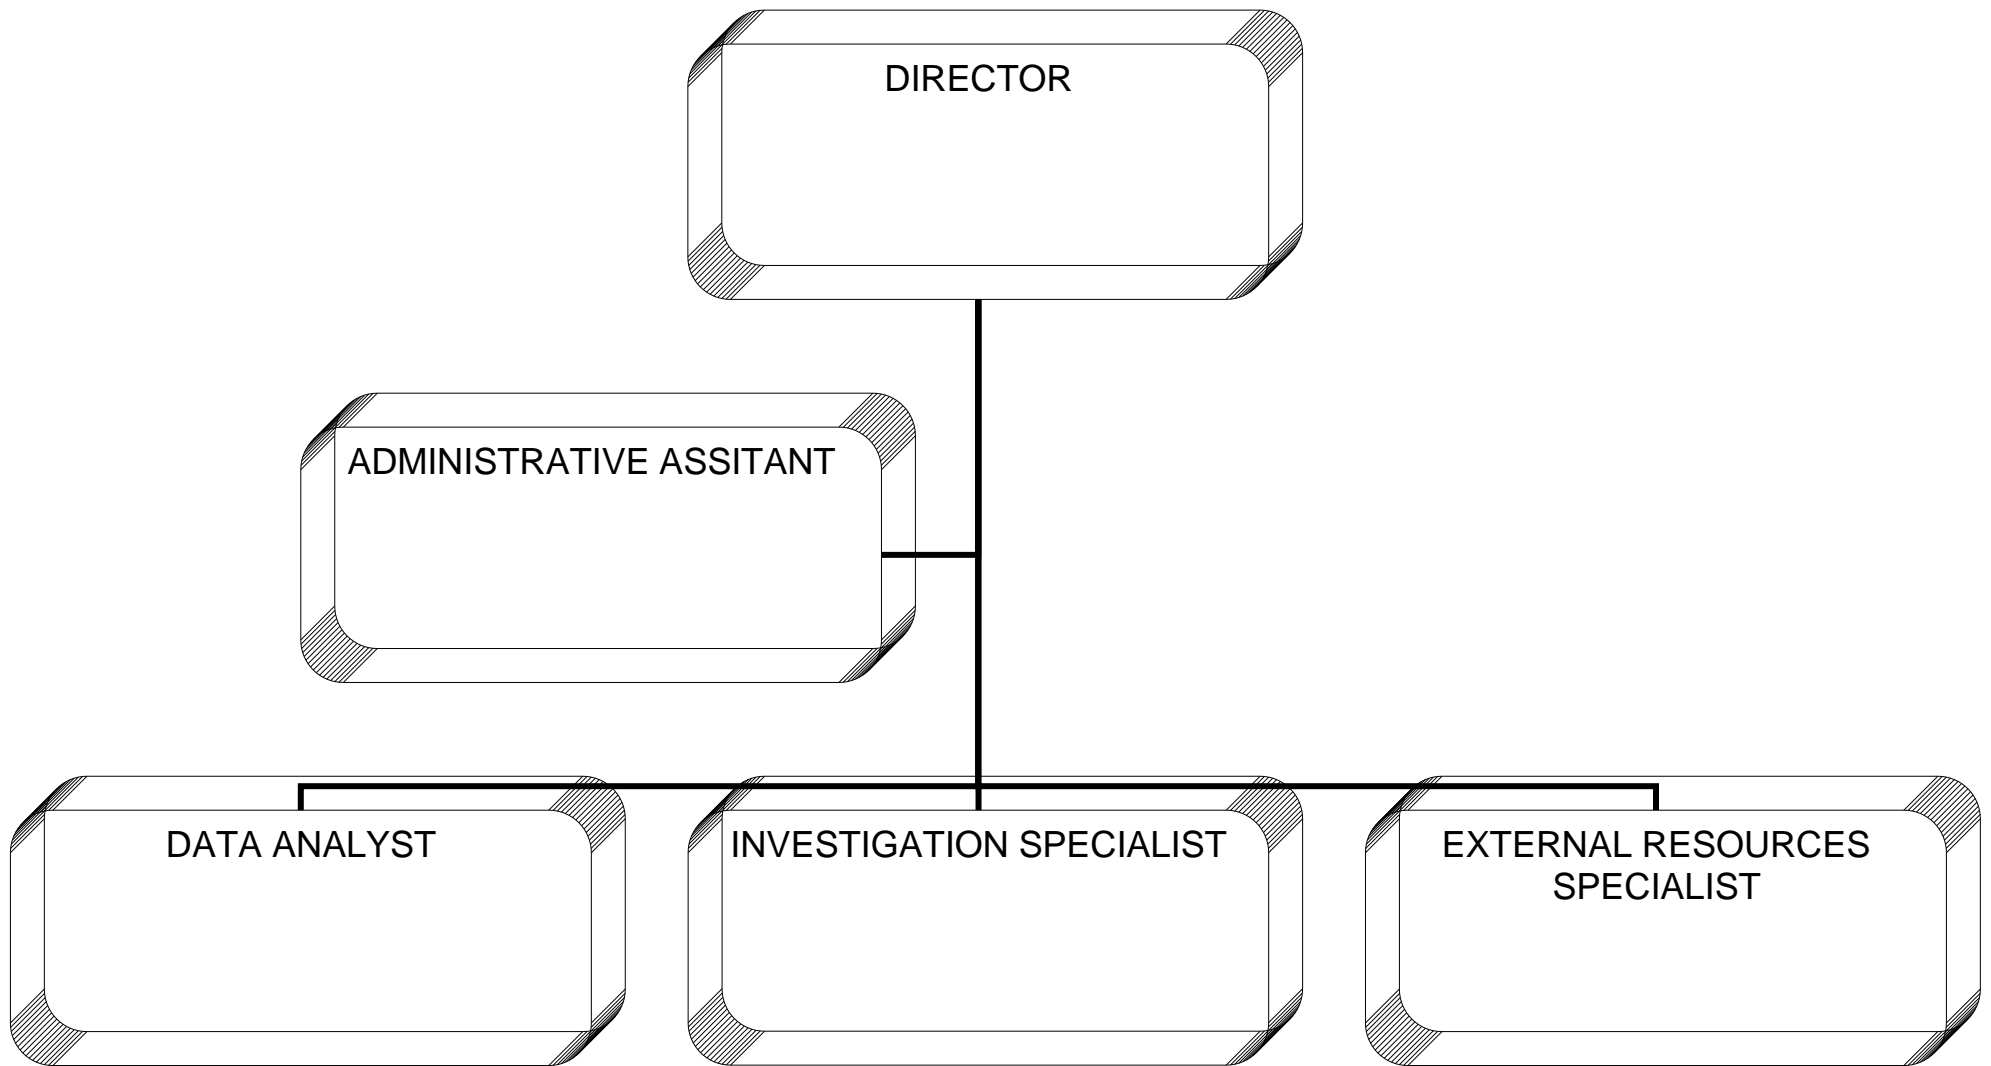 DIRECTOR
ADMINISTRATIVE ASSITANT
DATA ANALYST
INVESTIGATION SPECIALIST
EXTERNAL RESOURCES
SPECIALIST